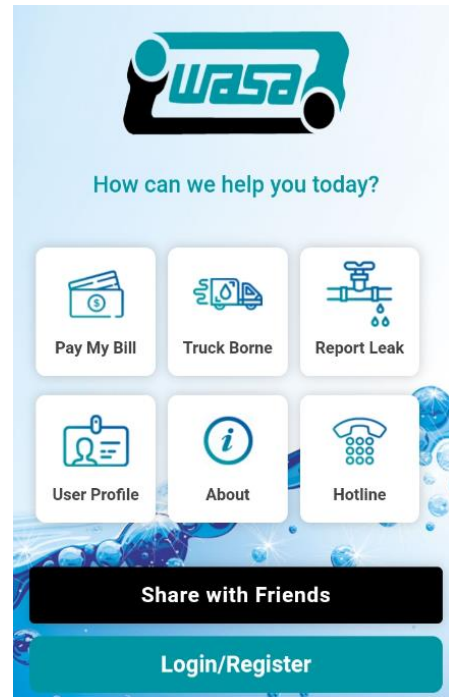 wasa
How can we help you today?
Pay My Bill Truck Borne Report Leak
User Profile About Hotline
Share with Friends
Login/Register